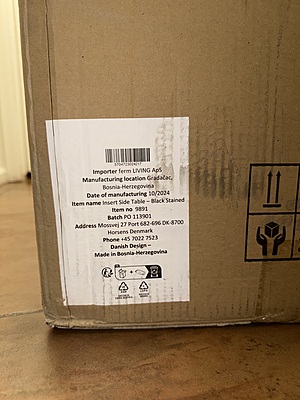 5704723024217
Importer ferm LIVING ApS
Manufacturing location Gradačac,
Bosnia-Herzegovina
Date of manufacturing 10/2024
Item name Insert Side Table – Black Stained
Item no 9891
Batch PO 113901
Address Mossvej 27 Port 682-696 DK-8700
Horsens Denmark
Phone +45 7022 7523
Danish Design –
Made in Bosnia-Herzegovina